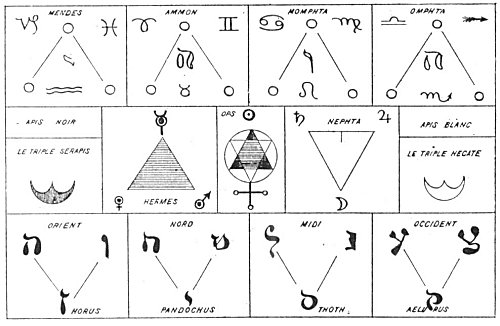 MENDES
AMMON
MOMPHTA
OMPHTA
APIS NOIR
LE TRIPLE SERAPIS
HERMES
OPS
NEPHTA
APIS BLANC
LE TRIPLE HECATE
ORIENT
ה
ו
ז
HORUS
NORD
י
PANDOCHUS
MIDI
ל
נ
ס
THOTH
OCCIDENT
ע
צ
ק
AELURUS